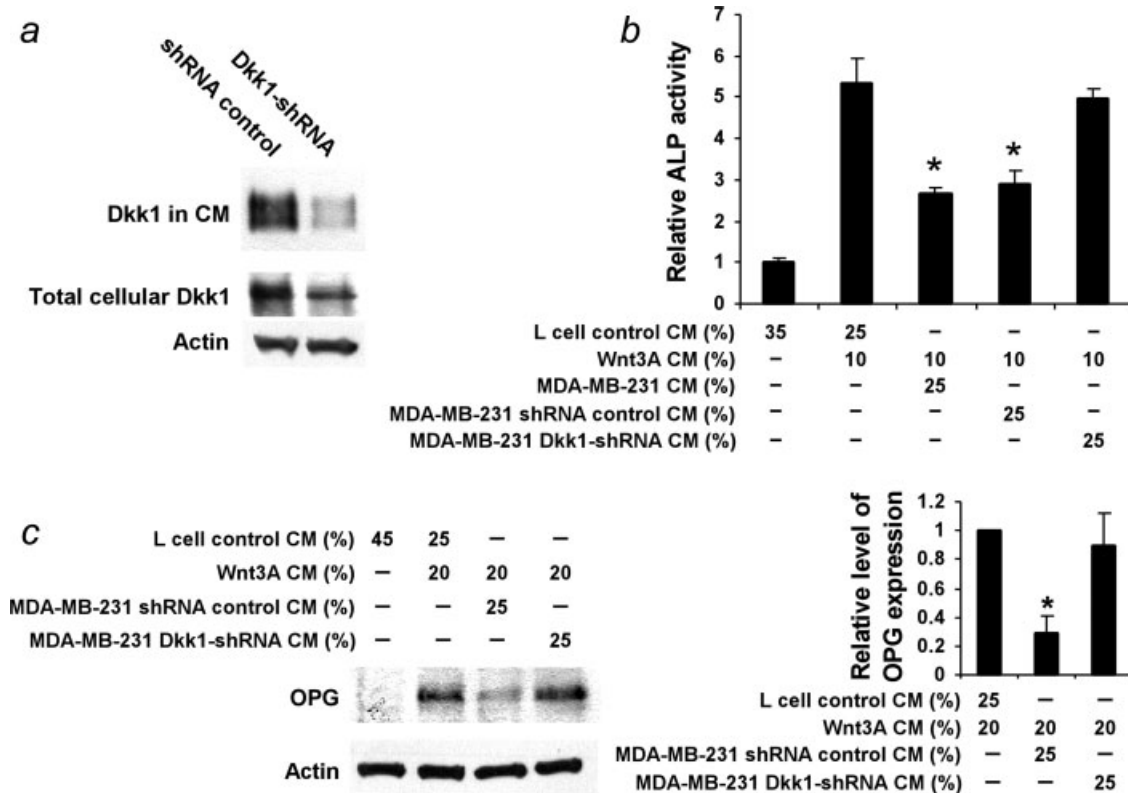 a
shRNA control
Dkk1-shRNA
Dkk1 in CM
Total cellular Dkk1
Actin
b
Relative ALP activity
7
6
5
4
3
2
1
0
*
*
L cell control CM (%) 35 25 – – –
Wnt3A CM (%) – 10 10 10 10
MDA-MB-231 CM (%) – – 25 – –
MDA-MB-231 shRNA control CM (%) – – – 25 –
MDA-MB-231 Dkk1-shRNA CM (%) – – – – 25
c
L cell control CM (%) 45 25 – –
Wnt3A CM (%) – 20 20 20
MDA-MB-231 shRNA control CM (%) – – 25 –
MDA-MB-231 Dkk1-shRNA CM (%) – – – 25
OPG
Actin
Relative level of
OPG expression
1.2
1
0.8
0.6
0.4
0.2
0
*
L cell control CM (%) 25 – –
Wnt3A CM (%) 20 20 20
MDA-MB-231 shRNA control CM (%) – 25 –
MDA-MB-231 Dkk1-shRNA CM (%) – – 25